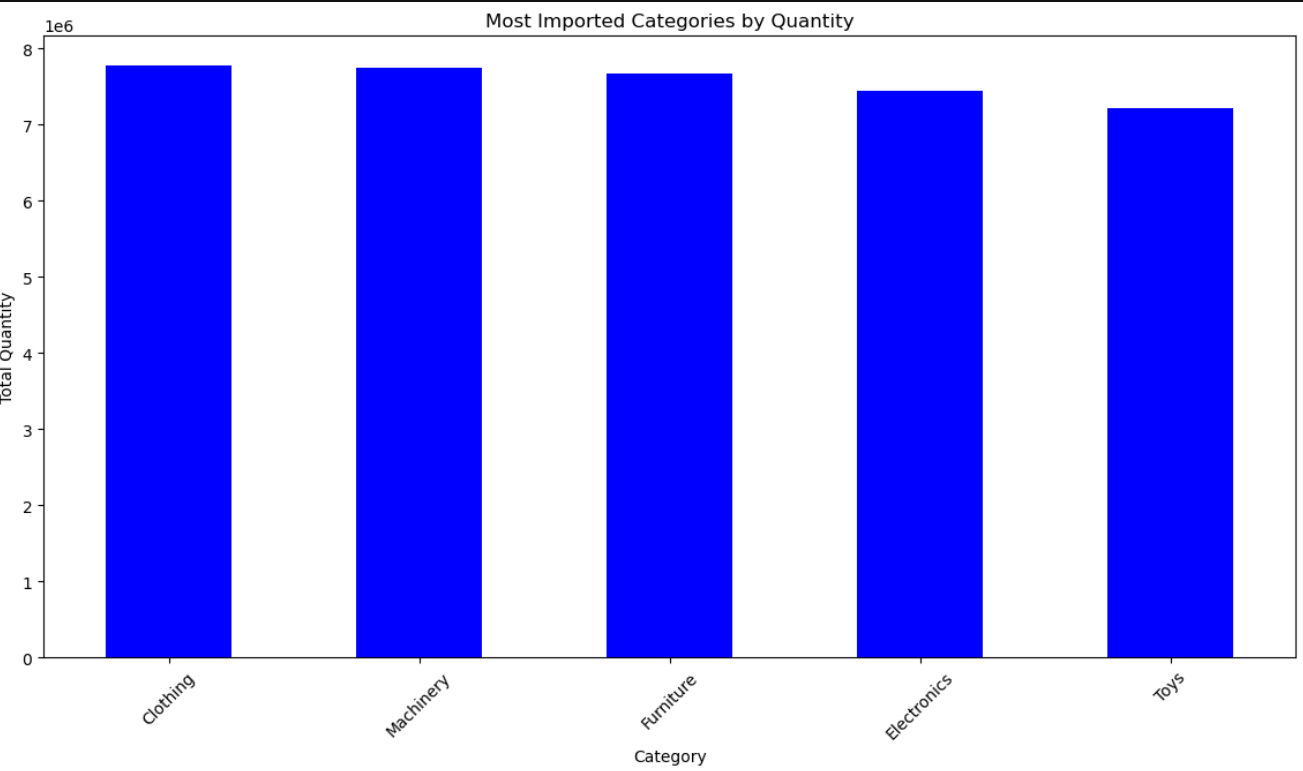 Most Imported Categories by Quantity
1e6
8
7
6
5
4
3
2
1
0
Total Quantity
Clothing
Machinery
Furniture
Electronics
Toys
Category